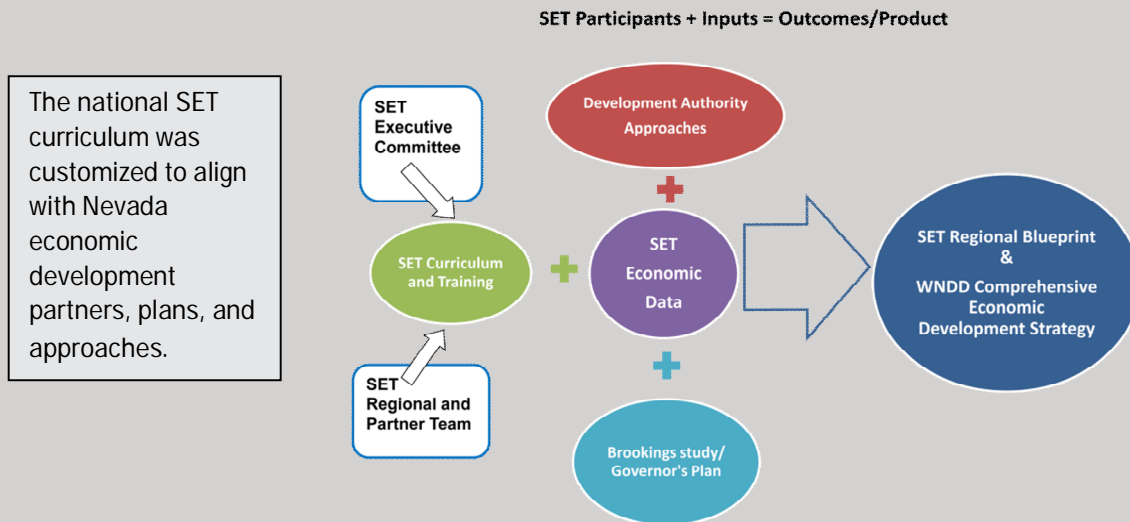 SET Participants + Inputs = Outcomes/Product
The national SET
curriculum was
customized to align
with Nevada
economic
development
partners, plans, and
approaches.
SET
Executive
Committee
SET Curriculum
and Training
SET
Regional and
Partner Team
Development Authority
Approaches
SET
Economic
Data
Brookings study/
Governor's Plan
SET Regional Blueprint
&
WNDD Comprehensive
Economic
Development Strategy